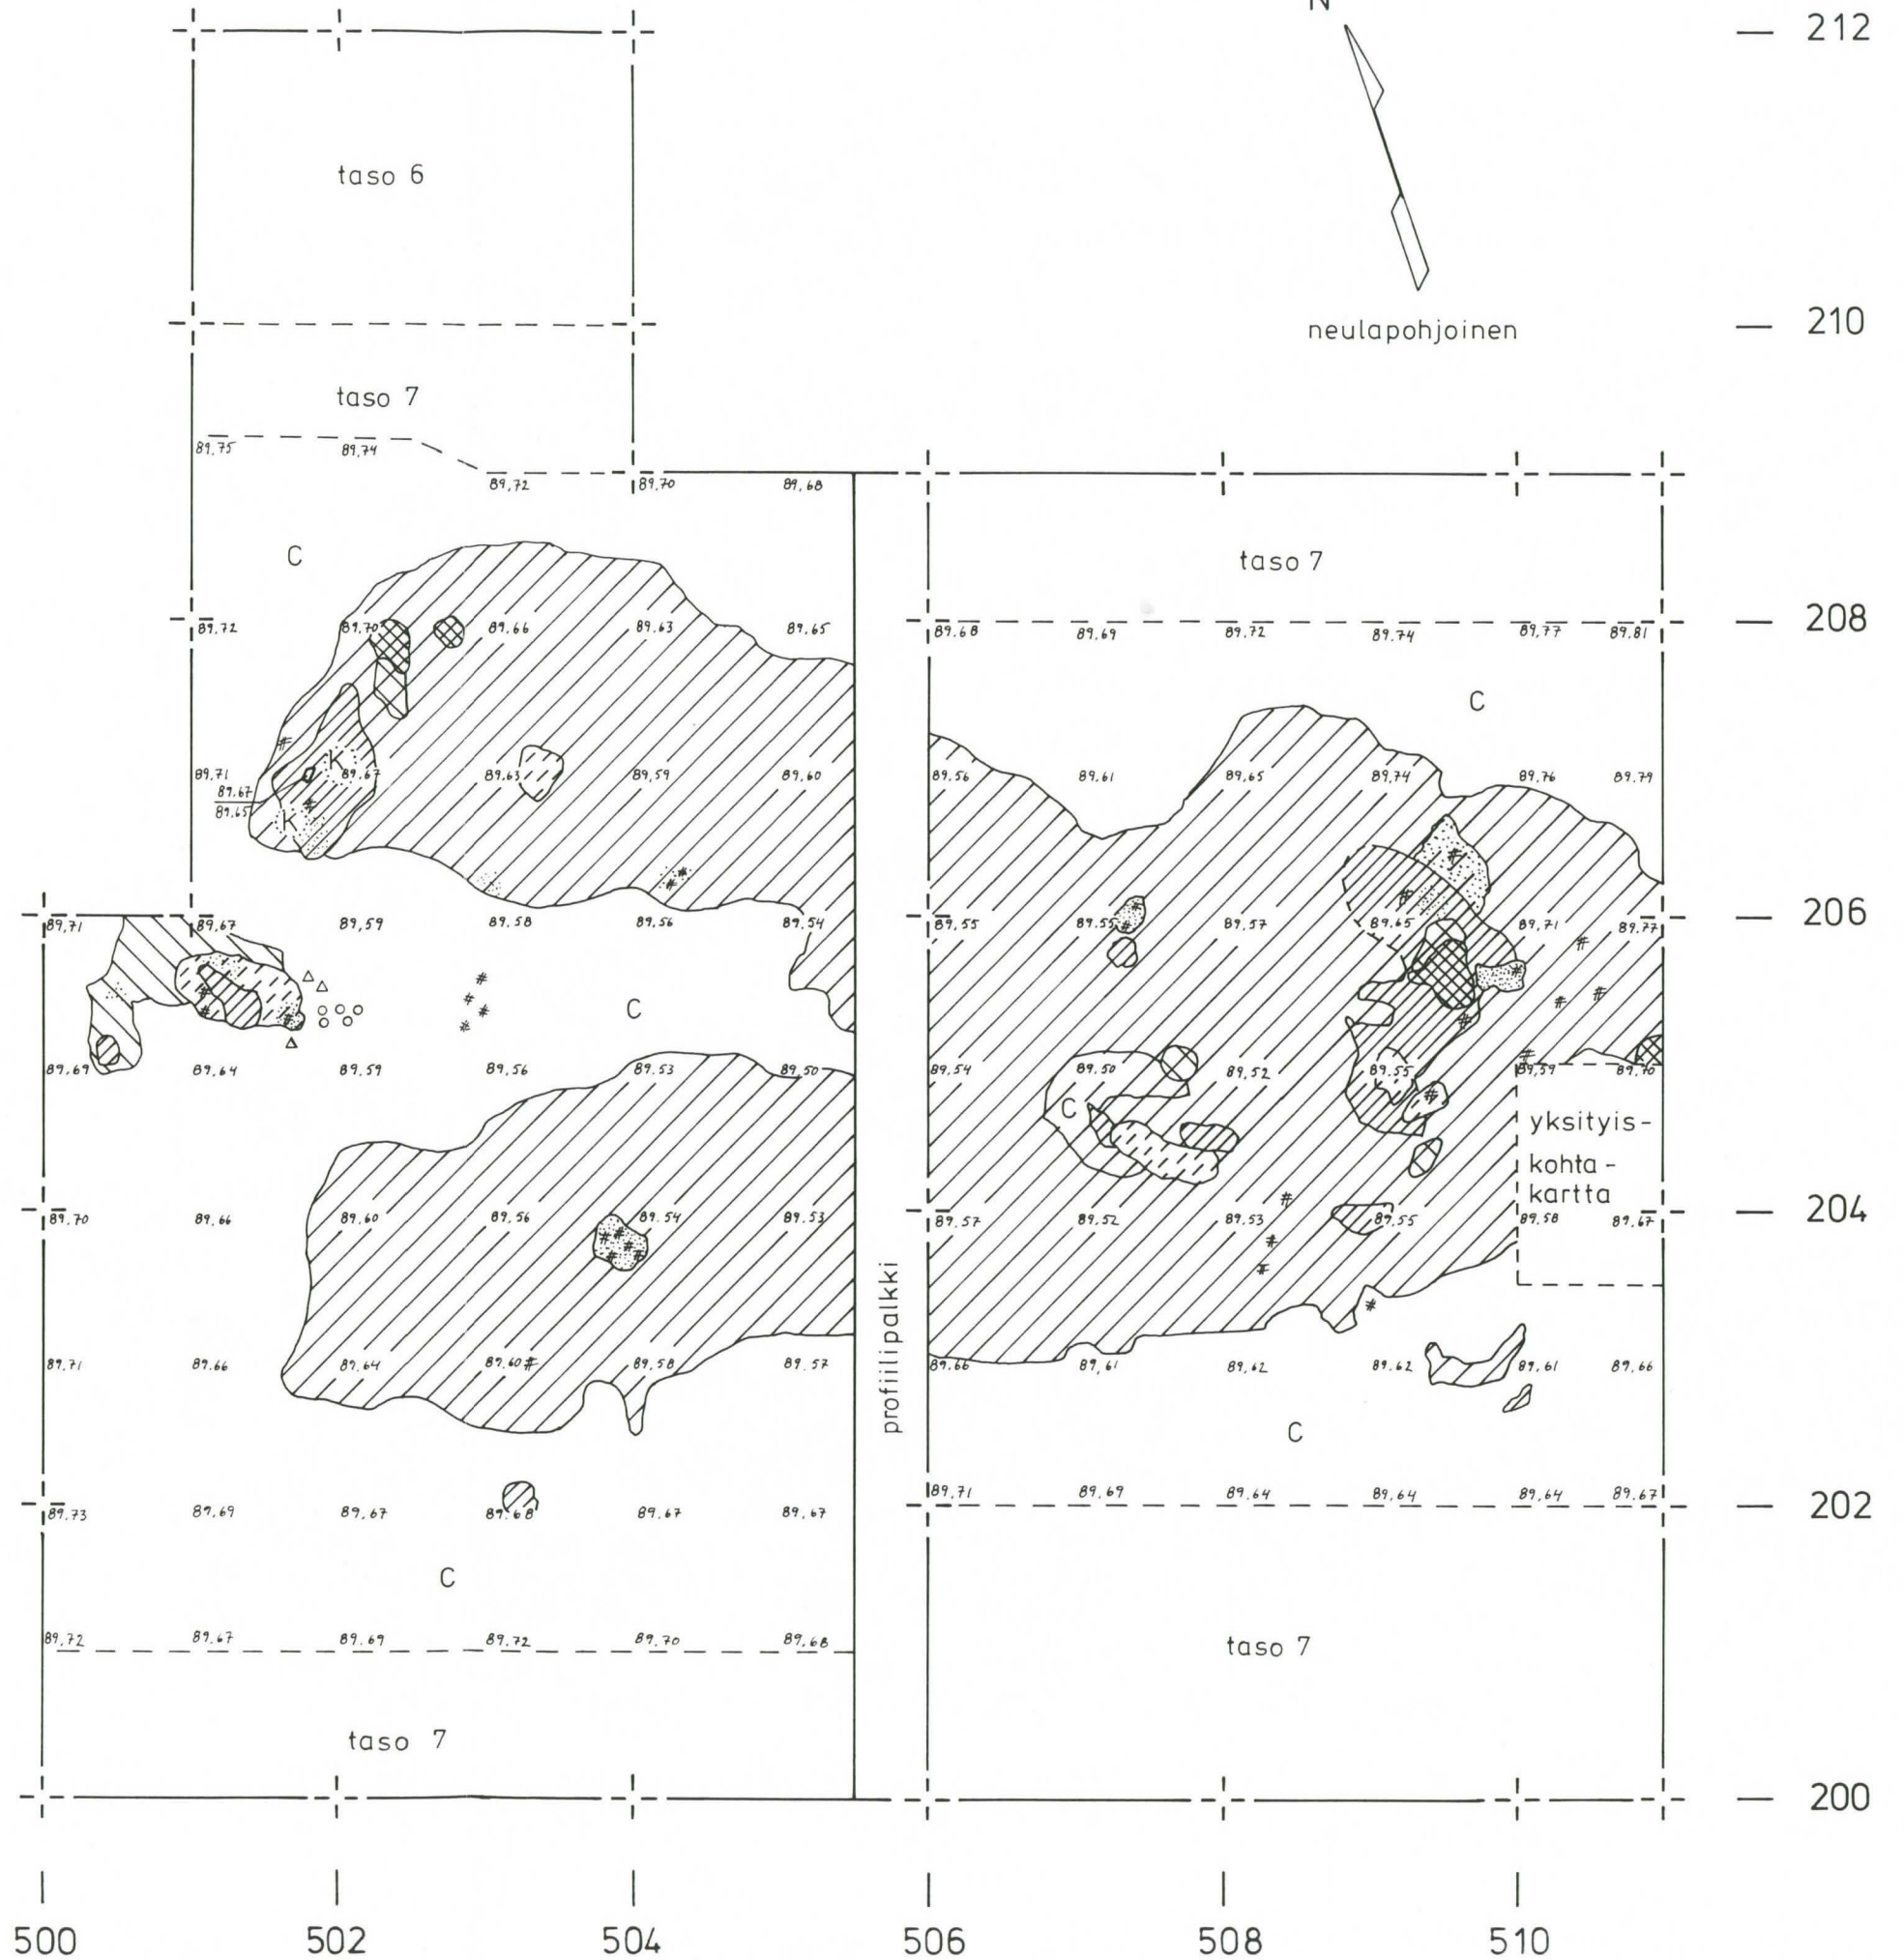 N
212
taso 6
210
neulapohjoinen
taso 7
89.75 89.74
89.72 89.70 89.68
C
taso 7
208
89.72 89.70 89.66 89.63 89.65 89.68 89.69 89.72 89.74 89.77 89.81
C
K
89.71 89.67 89.63 89.59 89.60 89.56 89.61 89.65 89.74 89.76 89.79
89.67
89.65
K
206
89.71 89.67 89.59 89.58 89.56 89.54 89.55 89.55 89.57 89.65 89.71 89.77
C
89.69 89.64 89.59 89.56 89.53 89.50 89.54 89.50 89.52 89.55 89.59 89.76
C
yksityis-
kohta-
kartta
204
89.70 89.66 89.60 89.56 89.54 89.53 89.57 89.52 89.53 89.55 89.58 89.67
profiilipalkki
89.71 89.66 89.64 89.60 89.58 89.57 89.66 89.61 89.62 89.62 89.61 89.66
C
89.71 89.69 89.64 89.64 89.64 89.67
202
89.73 89.69 89.67 89.68 89.67 89.67
C
89.72 89.67 89.69 89.72 89.70 89.68
taso 7
taso 7
200
500 502 504 506 508 510